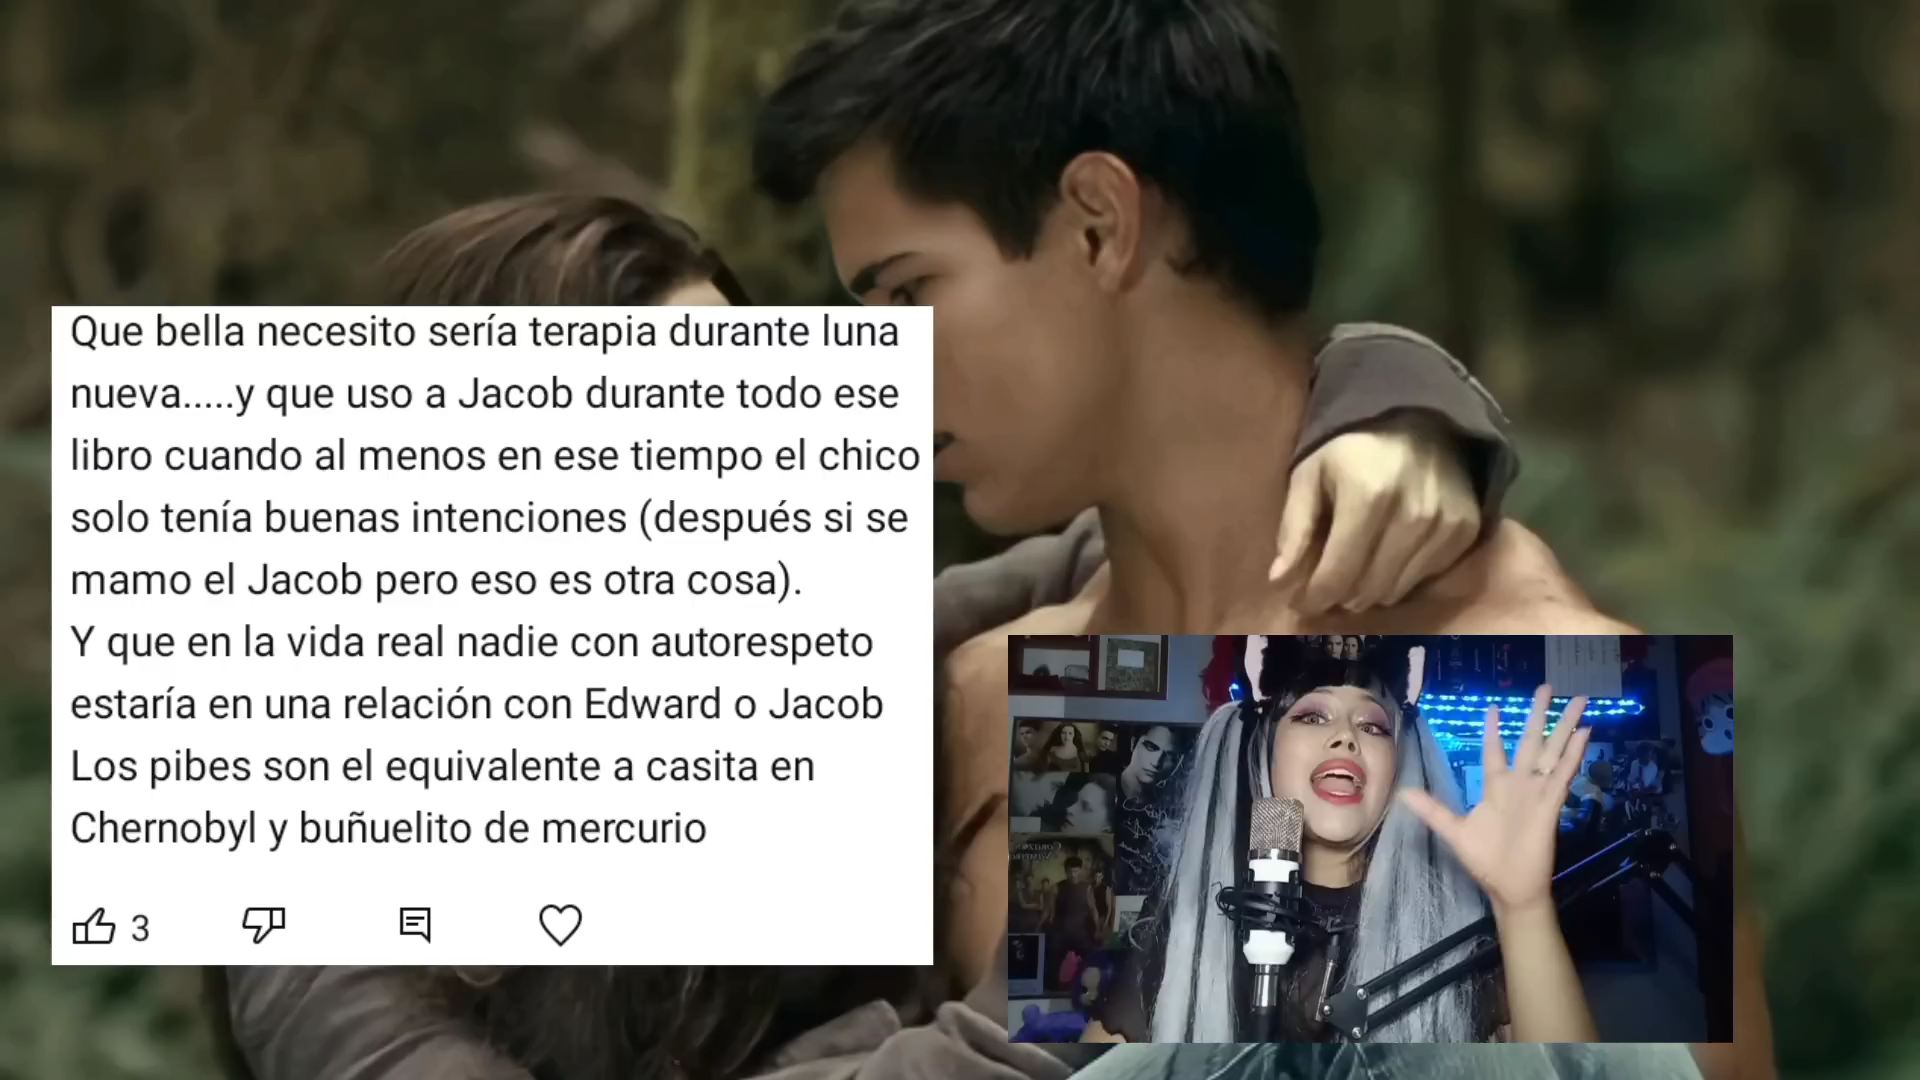 Que bella necesito sería terapia durante luna
nueva.....y que uso a Jacob durante todo ese
libro cuando al menos en ese tiempo el chico
solo tenía buenas intenciones (después si se
mamo el Jacob pero eso es otra cosa).
Y que en la vida real nadie con autorespeto
estaría en una relación con Edward o Jacob
Los pibes son el equivalente a casita en
Chernobyl y buñuelito de mercurio
3